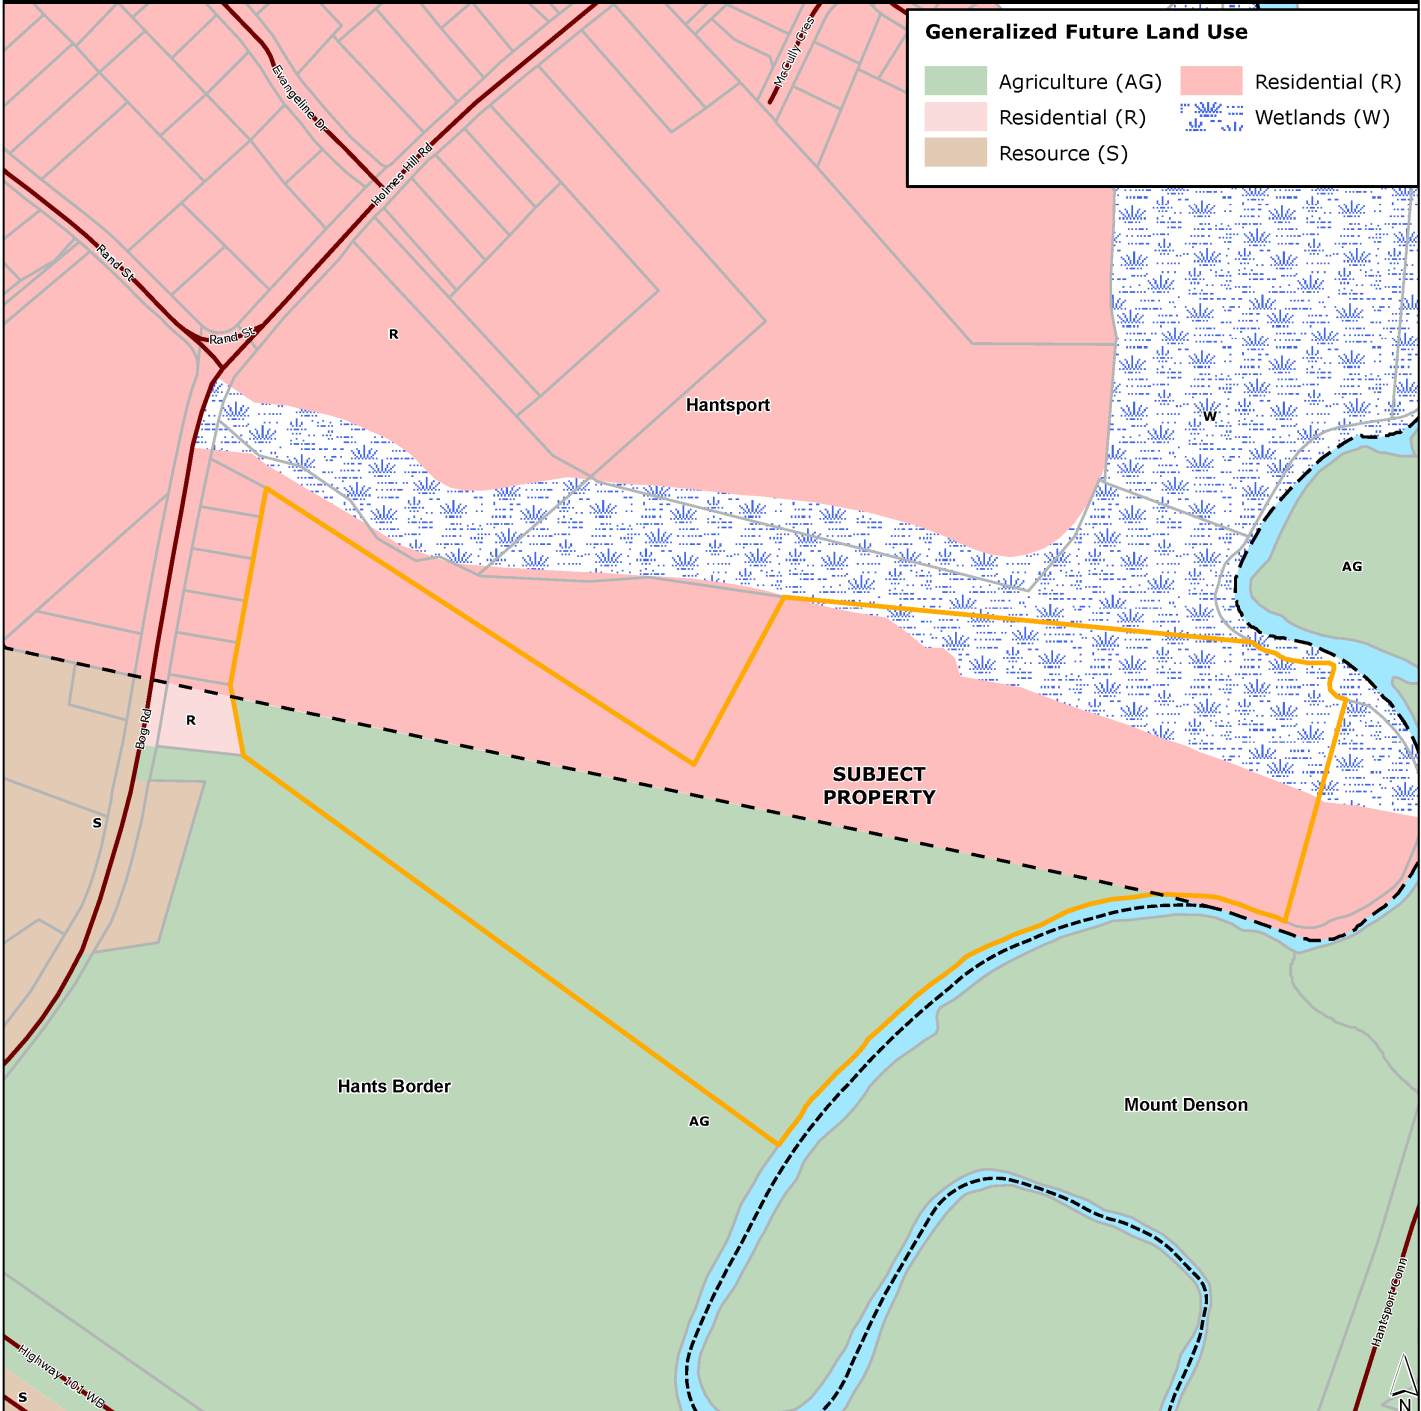 Generalized Future Land Use
Agriculture (AG)
Residential (R)
Residential (R)
Wetlands (W)
Resource (S)
McCully Cres
Evangeline Dr
Holmes Hill Rd
Rand St
Rand St
R
Hantsport
W
AG
R
Bog Rd
SUBJECT
PROPERTY
S
Hants Border
AG
Mount Denson
Hantsport Conn
Highway 101 WB
S
N